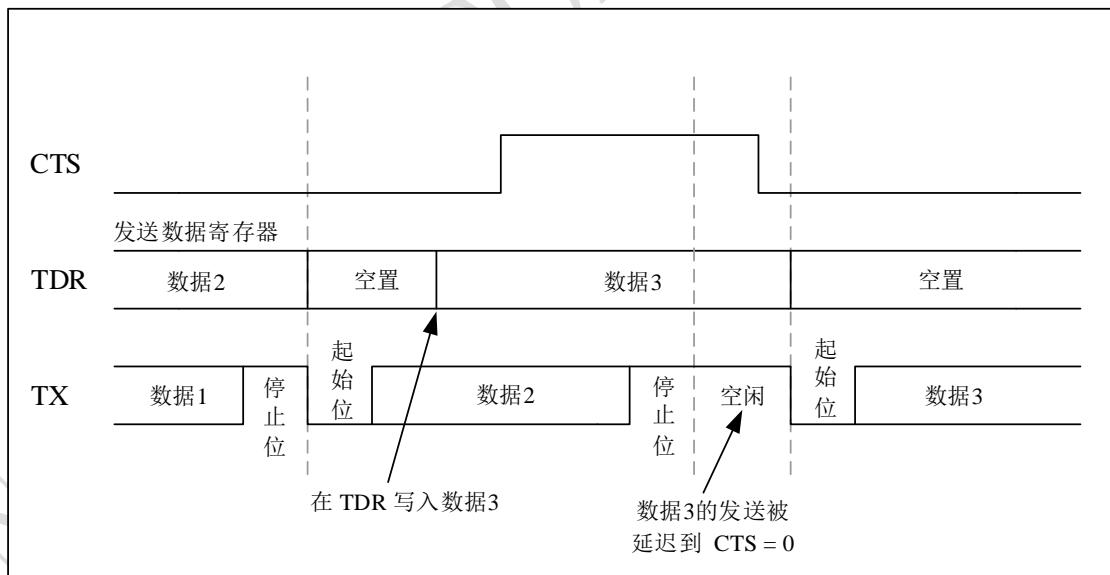 CTS
发送数据寄存器
TDR 数据2 空置 数据3 空置
TX 数据1 停止位 起始位 数据2 停止位 空闲 起始位 数据3
在 TDR 写入数据3
数据3的发送被
延迟到 CTS = 0